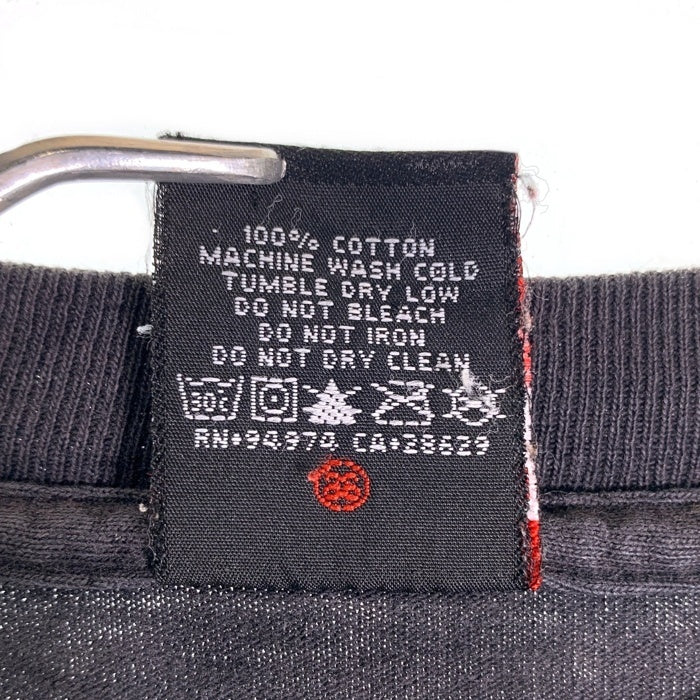 100% COTTON
MACHINE WASH COLD
TUMBLE DRY LOW
DO NOT BLEACH
DO NOT IRON
DO NOT DRY CLEAN
RN•94974 CA•28629